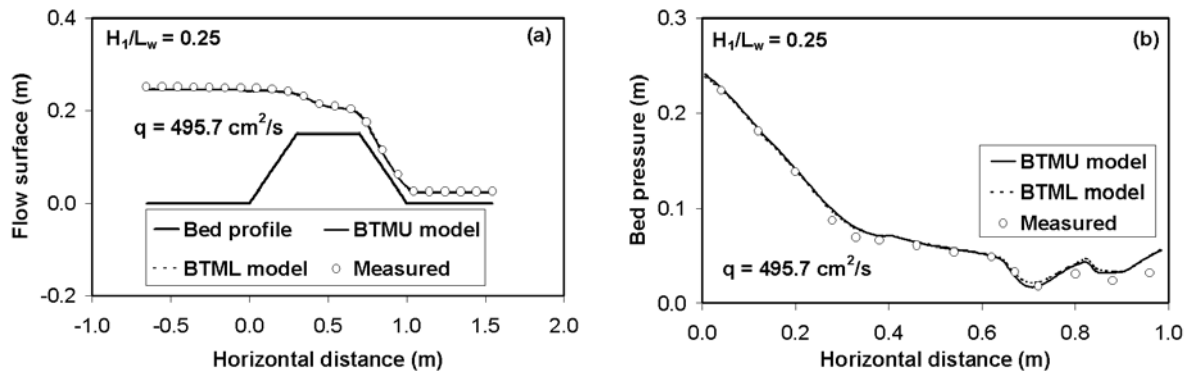 0.4
H₁/Lw = 0.25
(a)
0.2
q = 495.7 cm²/s
0.0
Bed profile
BTMU model
BTML model
Measured
-0.2
-1.0
-0.5
0.0
0.5
1.0
1.5
2.0
Horizontal distance (m)
Flow surface (m)
0.3
H₁/Lw = 0.25
(b)
0.2
BTMU model
BTML model
Measured
0.1
q = 495.7 cm²/s
0.0
0.0
0.2
0.4
0.6
0.8
1.0
Horizontal distance (m)
Bed pressure (m)